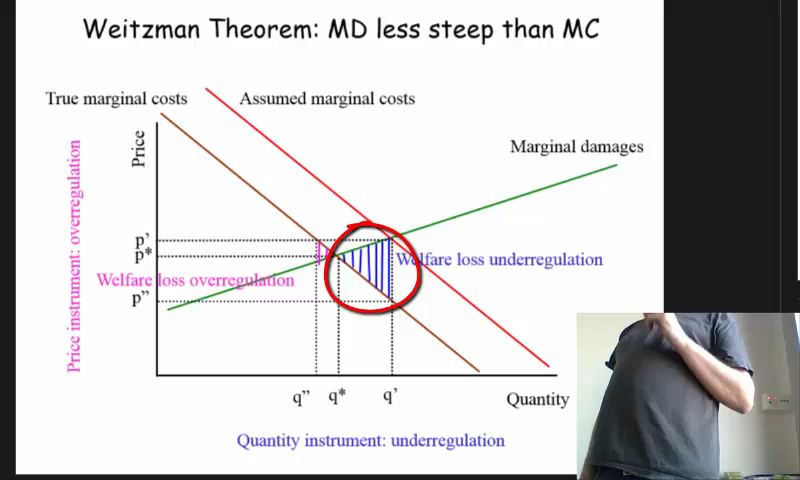 Weitzman Theorem: MD less steep than MC
True marginal costs
Assumed marginal costs
Price
Marginal damages
Price instrument: overregulation
p’
p*
Welfare loss underregulation
Welfare loss overregulation
p”
q”
q*
q’
Quantity
Quantity instrument: underregulation